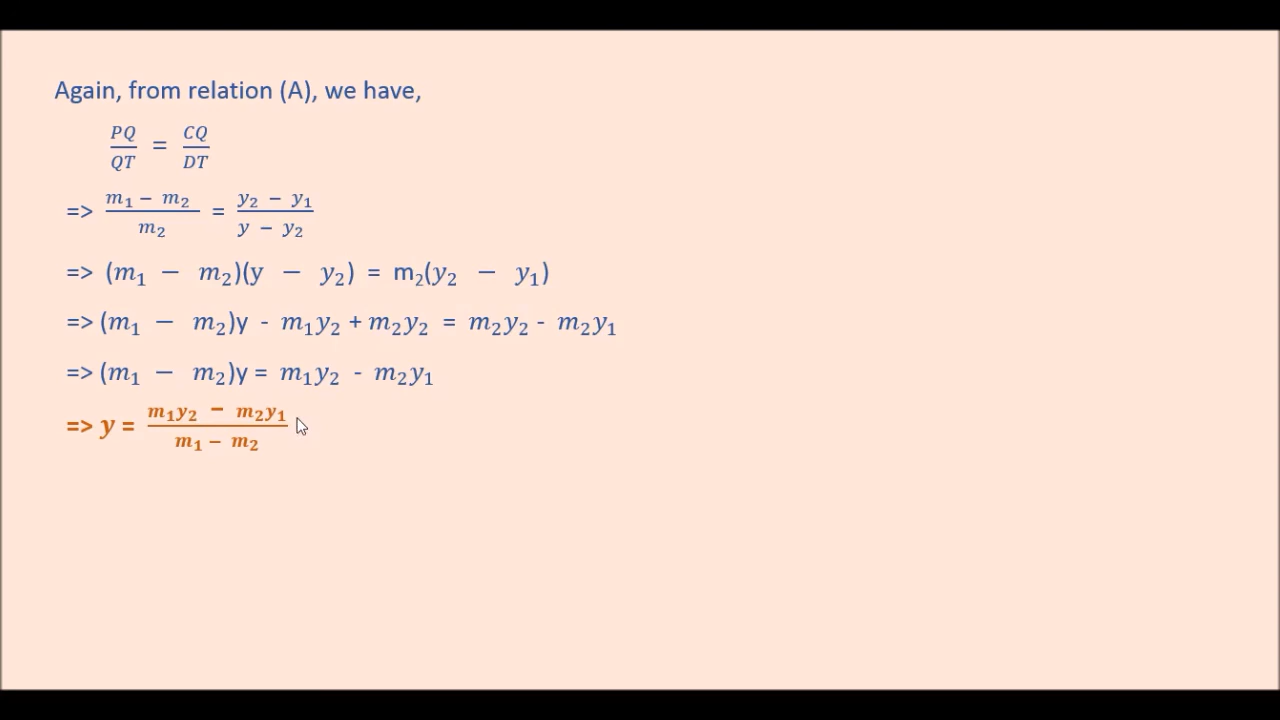 Again, from relation (A), we have,
PQ/QT = CQ/DT
=> (m₁ − m₂)/m₂ = (y₂ − y₁)/(y − y₂)
=> (m₁ − m₂)(y − y₂) = m₂(y₂ − y₁)
=> (m₁ − m₂)y - m₁y₂ + m₂y₂ = m₂y₂ - m₂y₁
=> (m₁ − m₂)y = m₁y₂ - m₂y₁
=> y = (m₁y₂ − m₂y₁)/(m₁ − m₂)